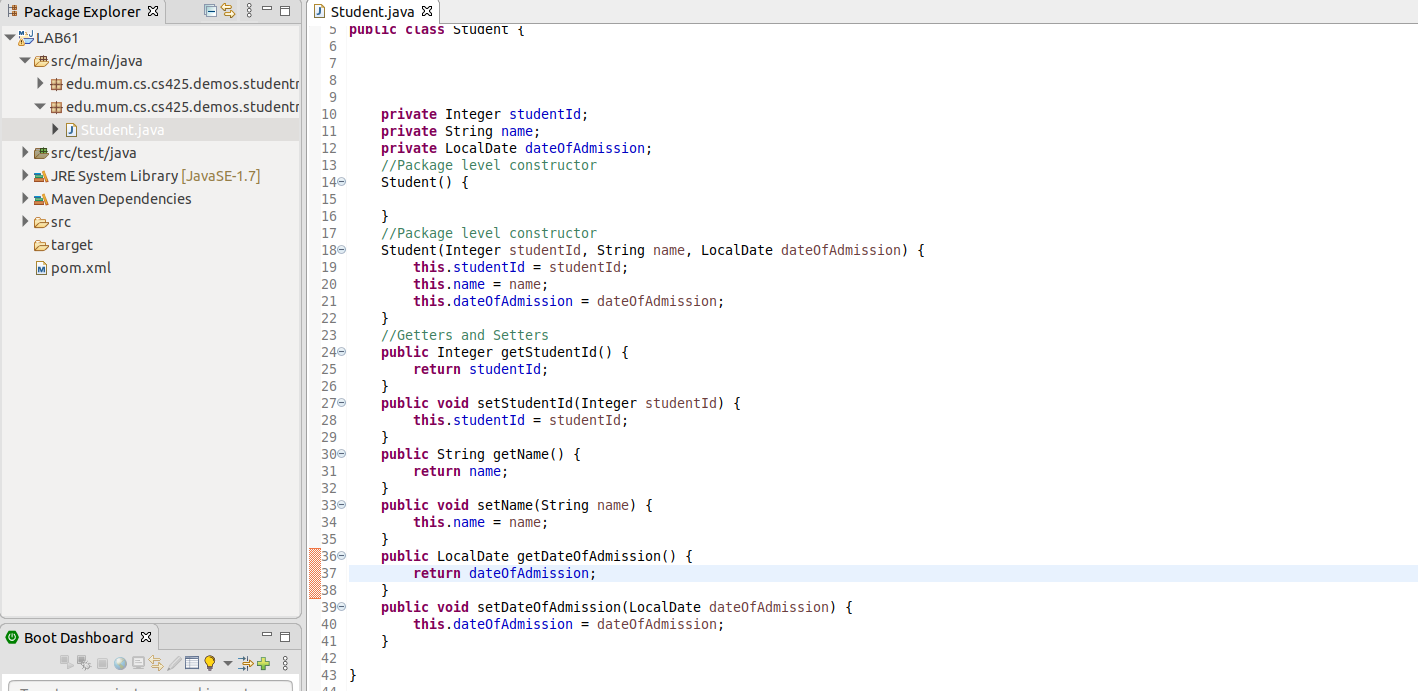 Package Explorer
LAB61
src/main/java
edu.mum.cs.cs425.demos.studentr
edu.mum.cs.cs425.demos.studentr
Student.java
src/test/java
JRE System Library [JavaSE-1.7]
Maven Dependencies
src
target
pom.xml
Boot Dashboard
Student.java
5 public class Student {
6
7
8
9
10 private Integer studentId;
11 private String name;
12 private LocalDate dateOfAdmission;
13 //Package level constructor
14 Student() {
15
16 }
17 //Package level constructor
18 Student(Integer studentId, String name, LocalDate dateOfAdmission) {
19 this.studentId = studentId;
20 this.name = name;
21 this.dateOfAdmission = dateOfAdmission;
22 }
23 //Getters and Setters
24 public Integer getStudentId() {
25 return studentId;
26 }
27 public void setStudentId(Integer studentId) {
28 this.studentId = studentId;
29 }
30 public String getName() {
31 return name;
32 }
33 public void setName(String name) {
34 this.name = name;
35 }
36 public LocalDate getDateOfAdmission() {
37 return dateOfAdmission;
38 }
39 public void setDateOfAdmission(LocalDate dateOfAdmission) {
40 this.dateOfAdmission = dateOfAdmission;
41 }
42
43 }
44